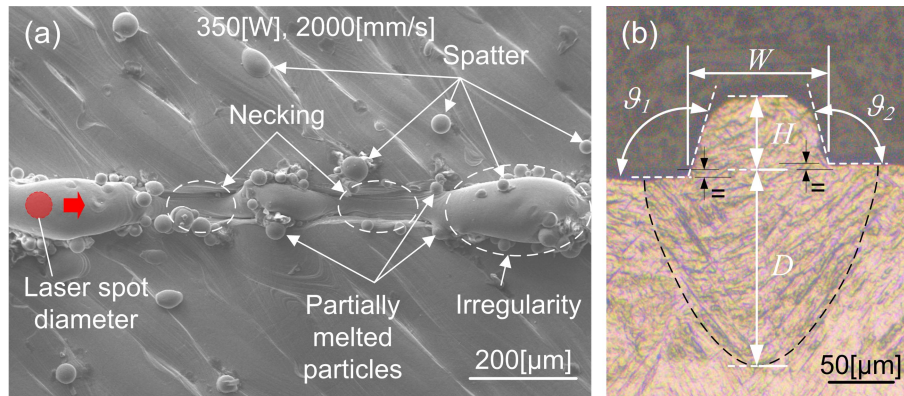 (a)
350[W], 2000[mm/s]
Spatter
Necking
Laser spot
diameter
Partially
melted
particles
Irregularity
200[μm]
(b)
W
ϑ1
ϑ2
H
=
=
D
50[μm]